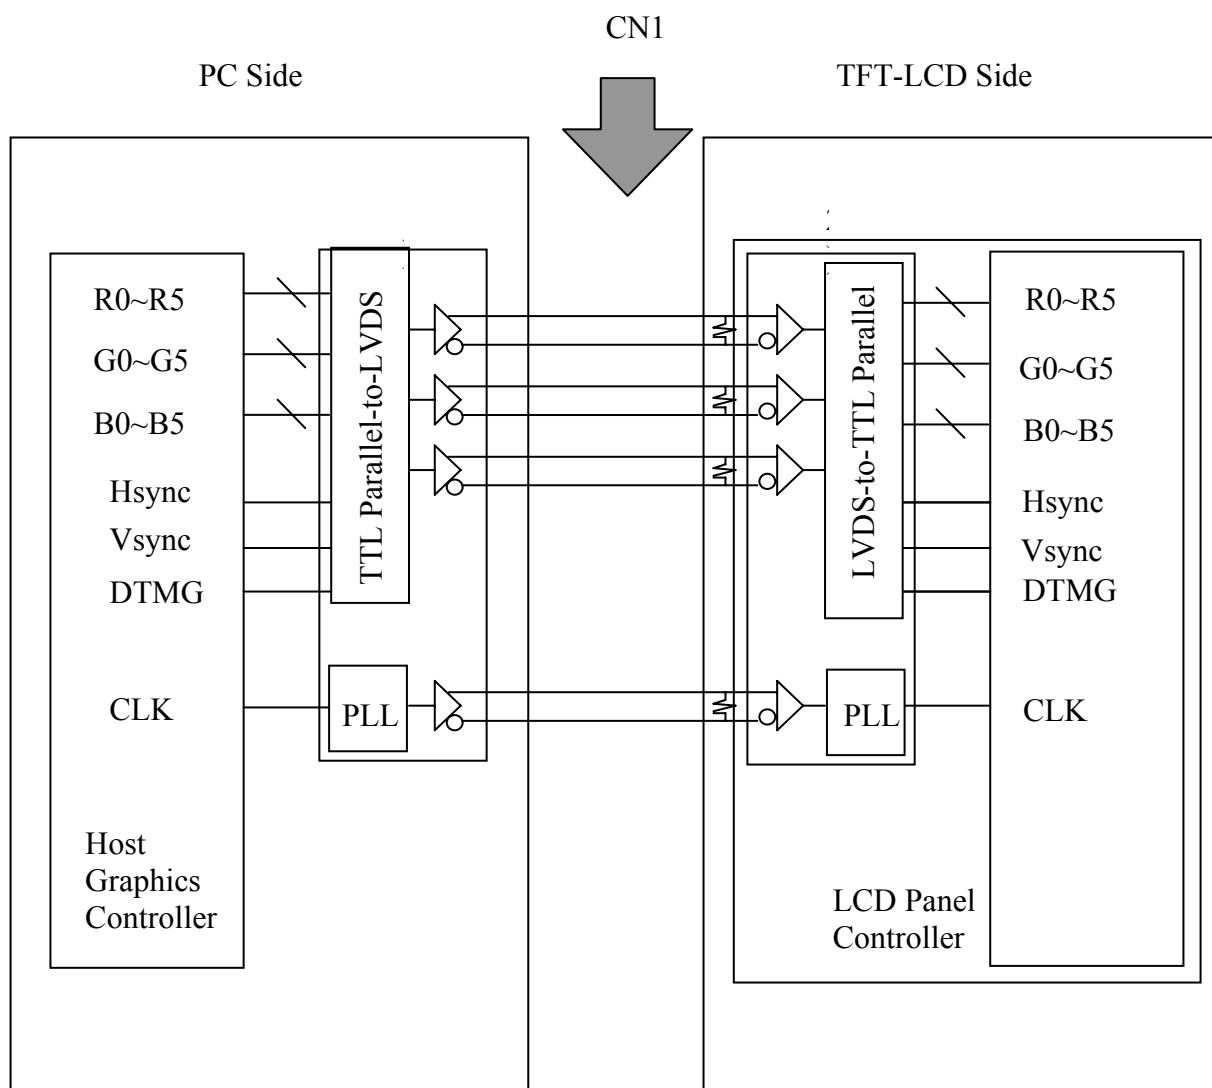 CN1
PC Side
TFT-LCD Side
R0~R5
G0~G5
B0~B5
Hsync
Vsync
DTMG
CLK
Host
Graphics
Controller
TTL Parallel-to-LVDS
PLL
LVDS-to-TTL Parallel
PLL
R0~R5
G0~G5
B0~B5
Hsync
Vsync
DTMG
CLK
LCD Panel
Controller